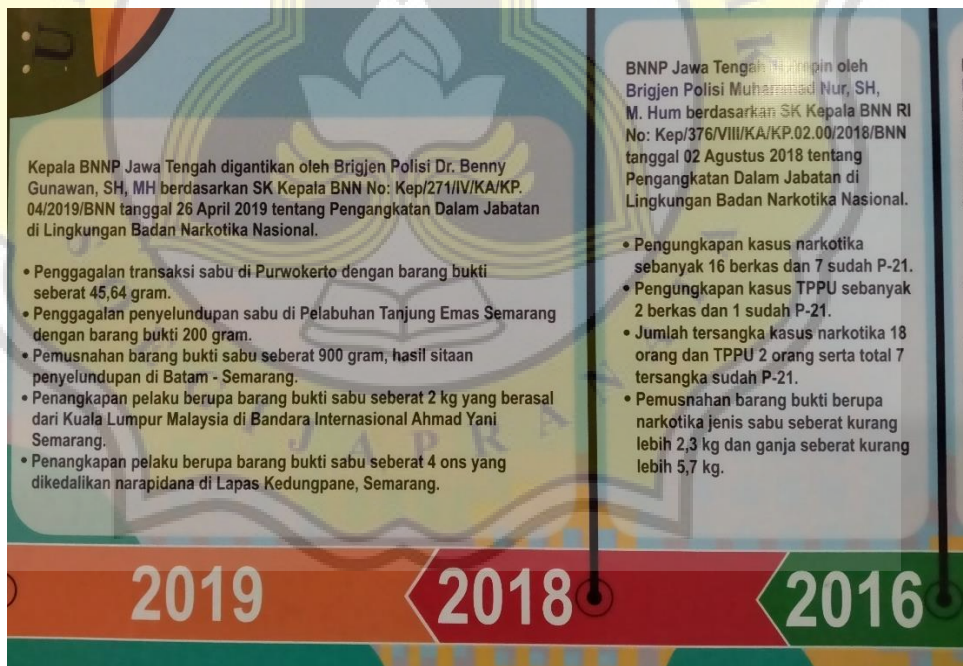 Kepala BNNP Jawa Tengah digantikan oleh Brigjen Polisi Dr. Benny
Gunawan, SH, MH berdasarkan SK Kepala BNN No: Kep/271/IV/KA/KP.
04/2019/BNN tanggal 26 April 2019 tentang Pengangkatan Dalam Jabatan
di Lingkungan Badan Narkotika Nasional.
• Penggagalan transaksi sabu di Purwokerto dengan barang bukti
seberat 45,64 gram.
• Penggagalan penyelundupan sabu di Pelabuhan Tanjung Emas Semarang
dengan barang bukti 200 gram.
• Pemusnahan barang bukti sabu seberat 900 gram, hasil sitaan
penyelundupan di Batam - Semarang.
• Penangkapan pelaku berupa barang bukti sabu seberat 2 kg yang berasal
dari Kuala Lumpur Malaysia di Bandara Internasional Ahmad Yani
Semarang.
• Penangkapan pelaku berupa barang bukti sabu seberat 4 ons yang
dikedalikan narapidana di Lapas Kedungpane, Semarang.
BNNP Jawa Tengah oleh
Brigjen Polisi Muhammad Nur, SH,
M. Hum berdasarkan SK Kepala BNN RI
No: Kep/376/VIII/KA/KP.02.00/2018/BNN
tanggal 02 Agustus 2018 tentang
Pengangkatan Dalam Jabatan di
Lingkungan Badan Narkotika Nasional.
• Pengungkapan kasus narkotika
sebanyak 16 berkas dan 7 sudah P-21.
• Pengungkapan kasus TPPU sebanyak
2 berkas dan 1 sudah P-21.
• Jumlah tersangka kasus narkotika 18
orang dan TPPU 2 orang serta total 7
tersangka sudah P-21.
• Pemusnahan barang bukti berupa
narkotika jenis sabu seberat kurang
lebih 2,3 kg dan ganja seberat kurang
lebih 5,7 kg.
2019
2018
2016